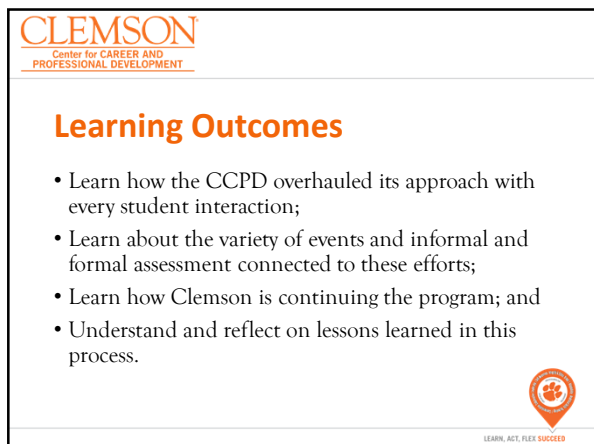 CLEMSON
Center for CAREER AND
PROFESSIONAL DEVELOPMENT
Learning Outcomes
• Learn how the CCPD overhauled its approach with
every student interaction;
• Learn about the variety of events and informal and
formal assessment connected to these efforts;
• Learn how Clemson is continuing the program; and
• Understand and reflect on lessons learned in this
process.
LEARN, ACT, FLEX SUCCEED